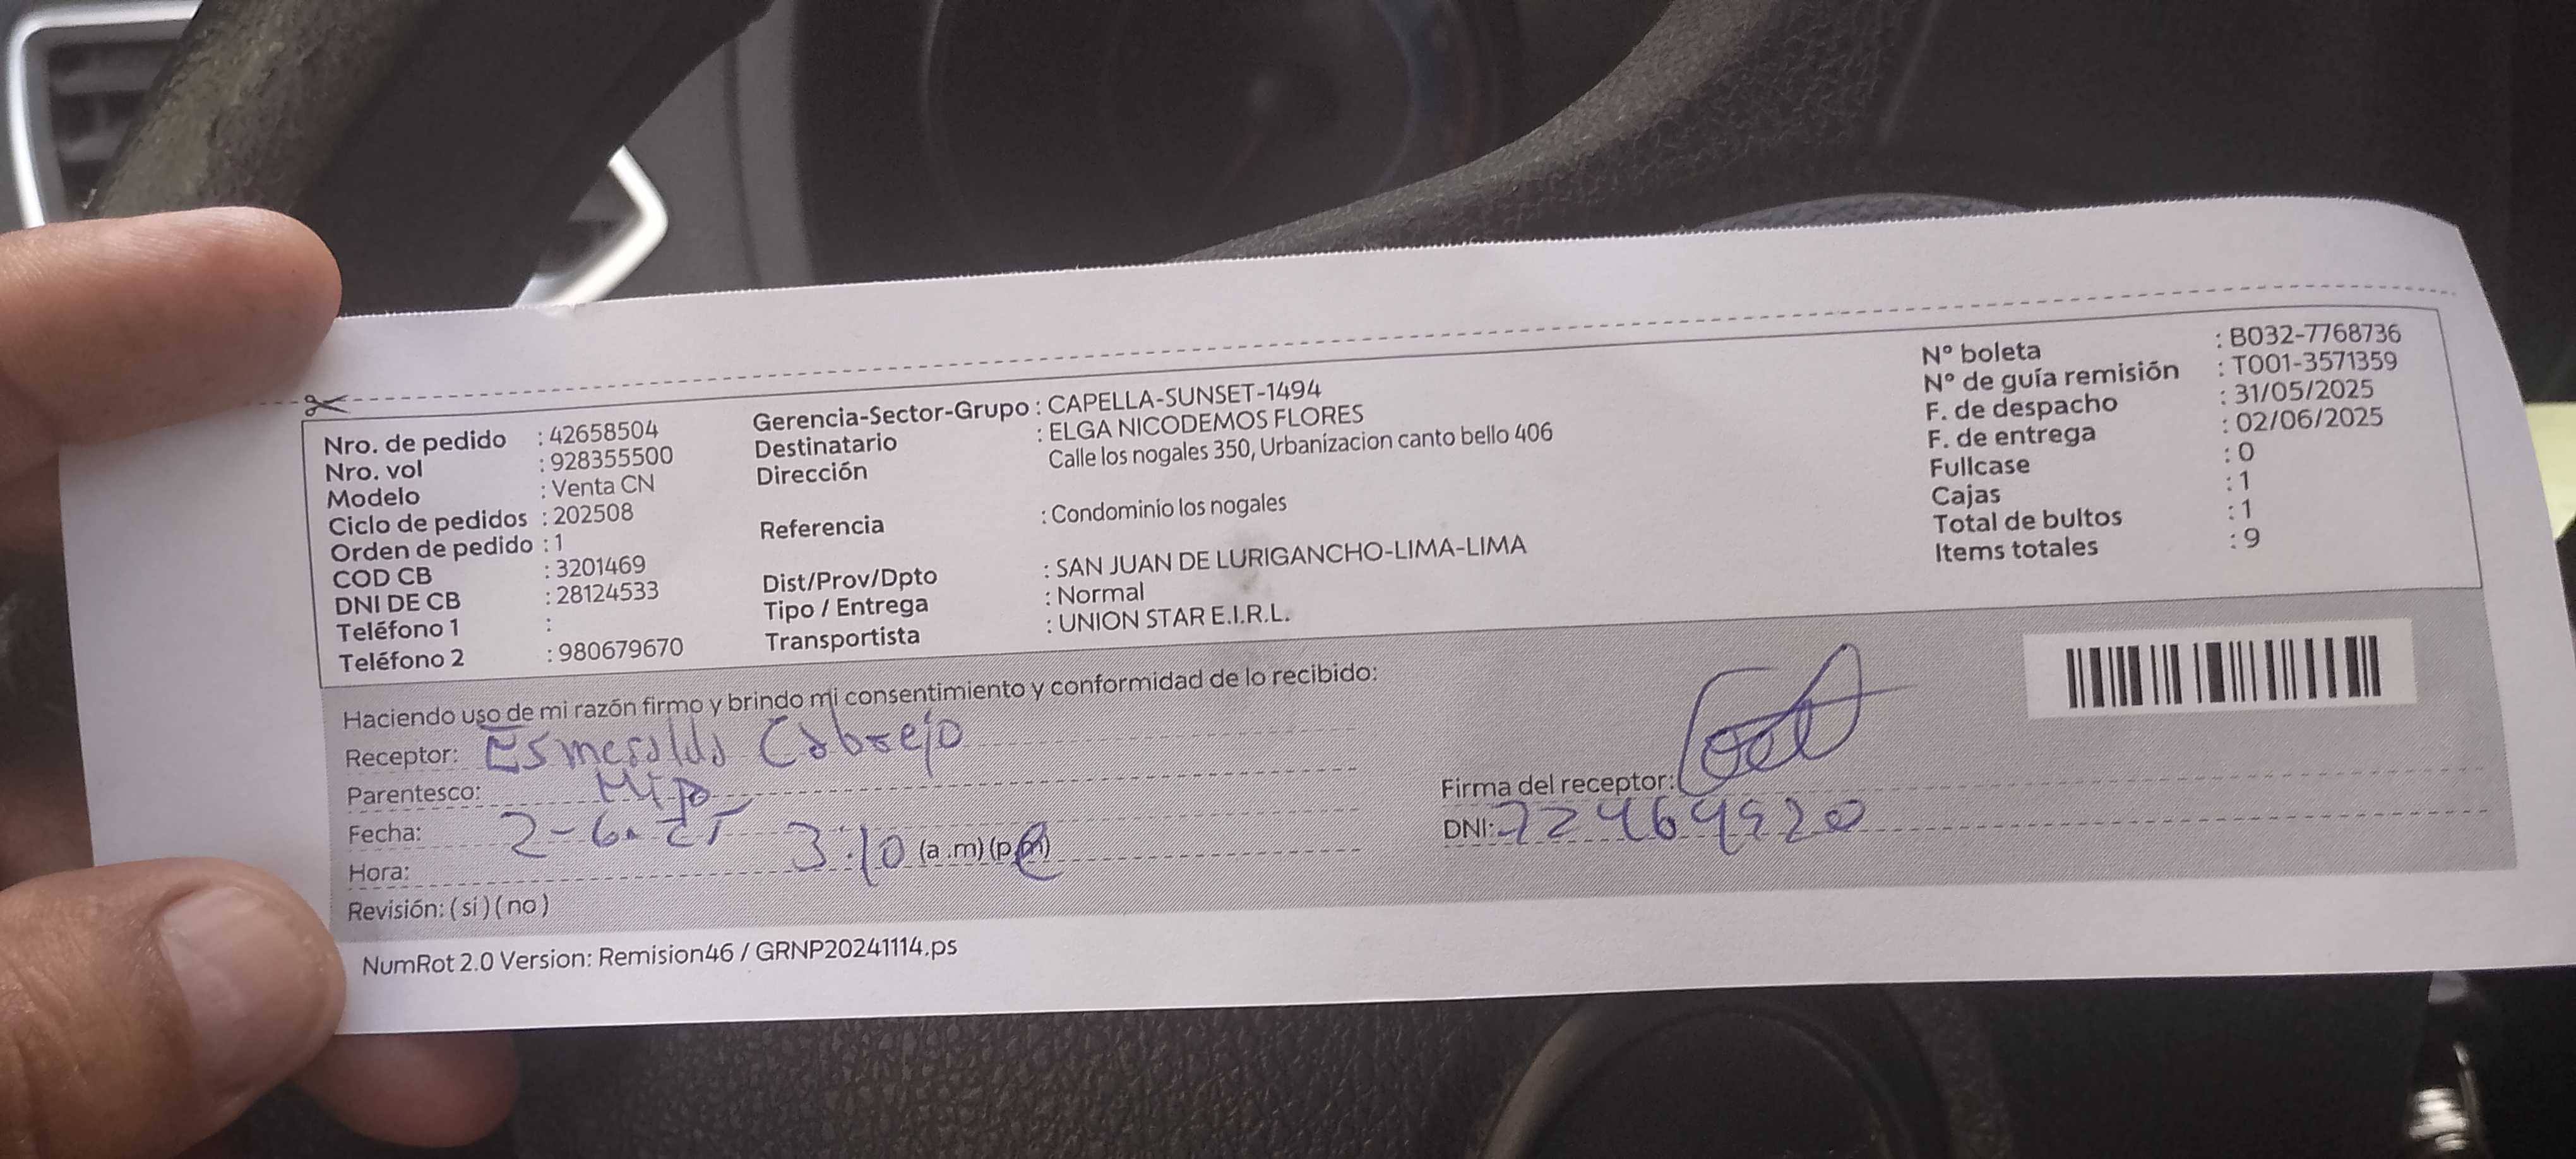 Nro. de pedido : 42658504
Nro. vol : 928355500
Modelo : Venta CN
Ciclo de pedidos : 202508
Orden de pedido : 1
COD CB : 3201469
DNI DE CB : 28124533
Teléfono 1 :
Teléfono 2 : 980679670
Gerencia-Sector-Grupo : CAPELLA-SUNSET-1494
Destinatario : ELGA NICODEMOS FLORES
Dirección Calle los nogales 350, Urbanizacion canto bello 406
Referencia : Condominio los nogales
Dist/Prov/Dpto : SAN JUAN DE LURIGANCHO-LIMA-LIMA
Tipo / Entrega : Normal
Transportista : UNION STAR E.I.R.L.
N° boleta : B032-7768736
N° de guía remisión : T001-3571359
F. de despacho : 31/05/2025
F. de entrega : 02/06/2025
Fullcase : 0
Cajas : 1
Total de bultos : 1
Items totales : 9
Haciendo uso de mi razón firmo y brindo mi consentimiento y conformidad de lo recibido:
Receptor: Esmeralda Cabrejo
Parentesco:
Fecha:
Hora: 3:10 (a.m)(p.m)
Revisión: (si)(no)
Firma del receptor:
DNI:
NumRot 2.0 Version: Remision46 / GRNP20241114.ps